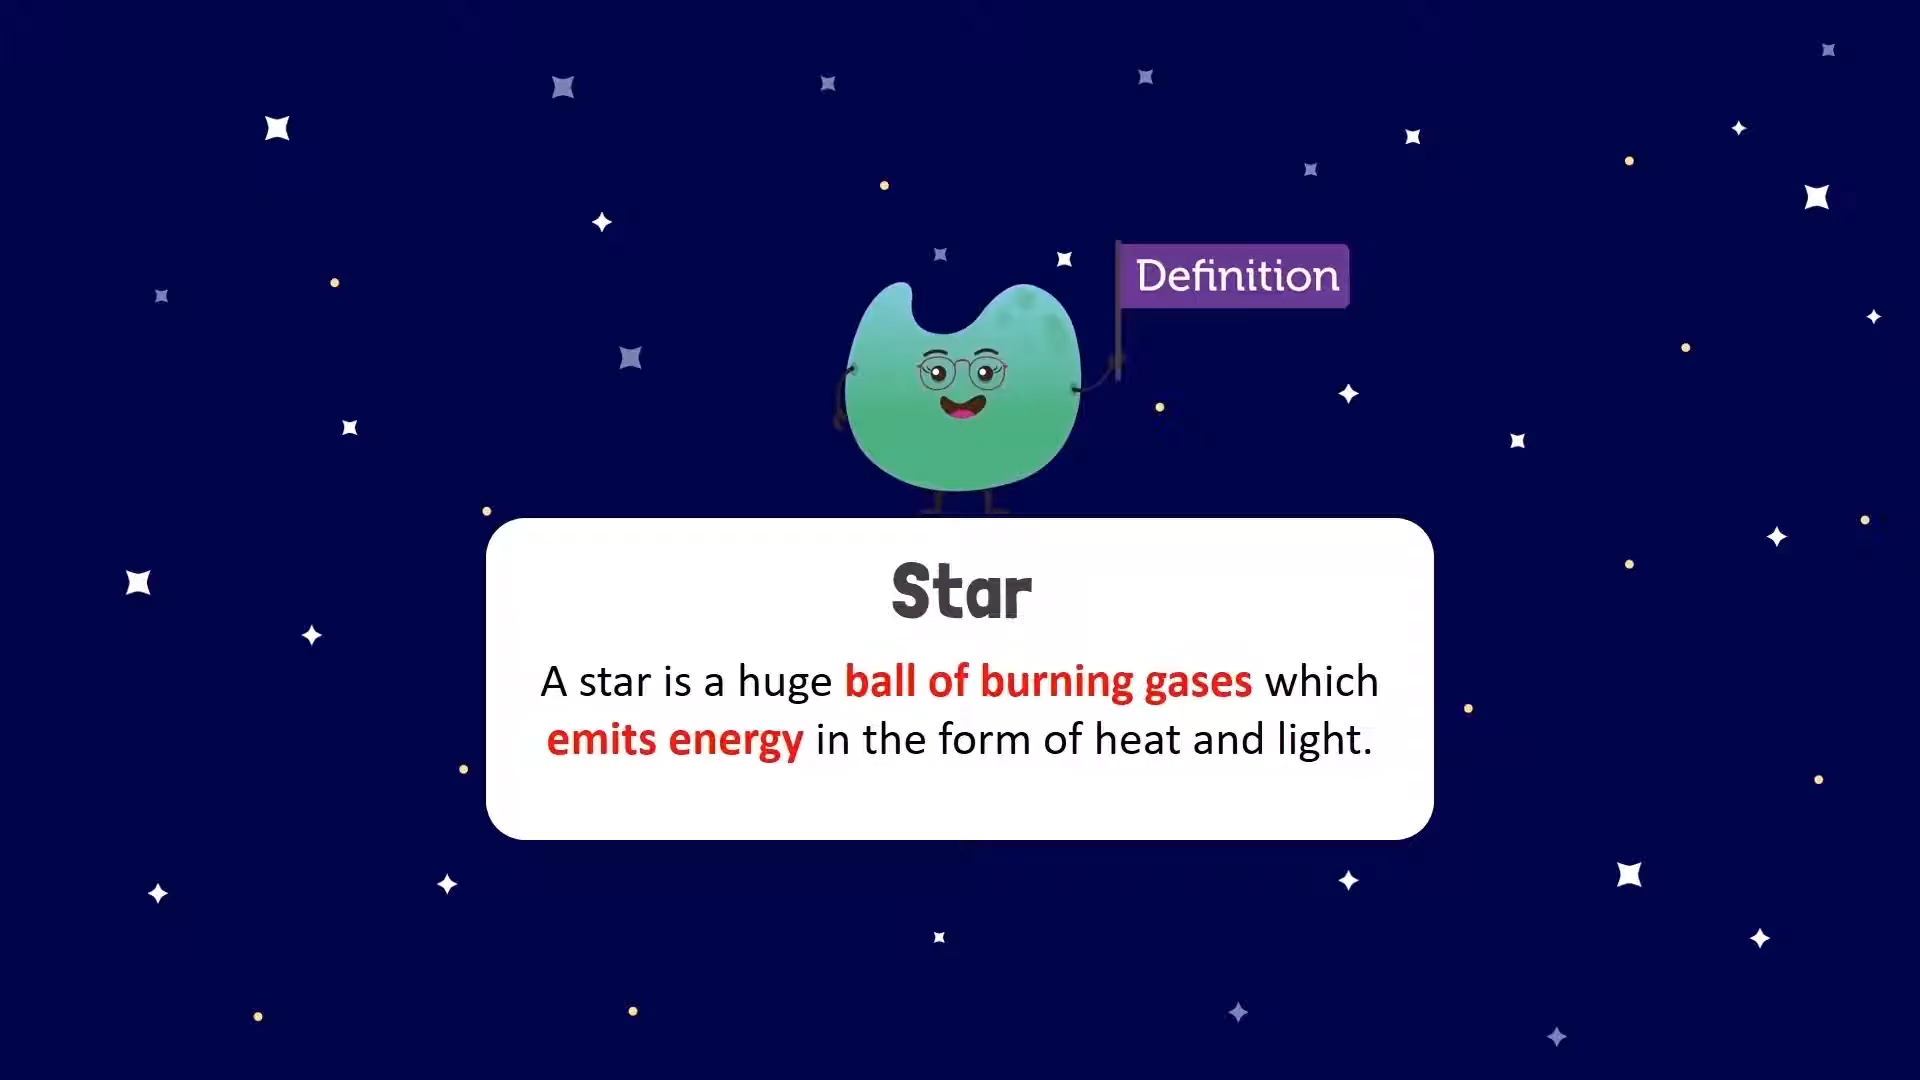 Definition
Star
A star is a huge ball of burning gases which
emits energy in the form of heat and light.